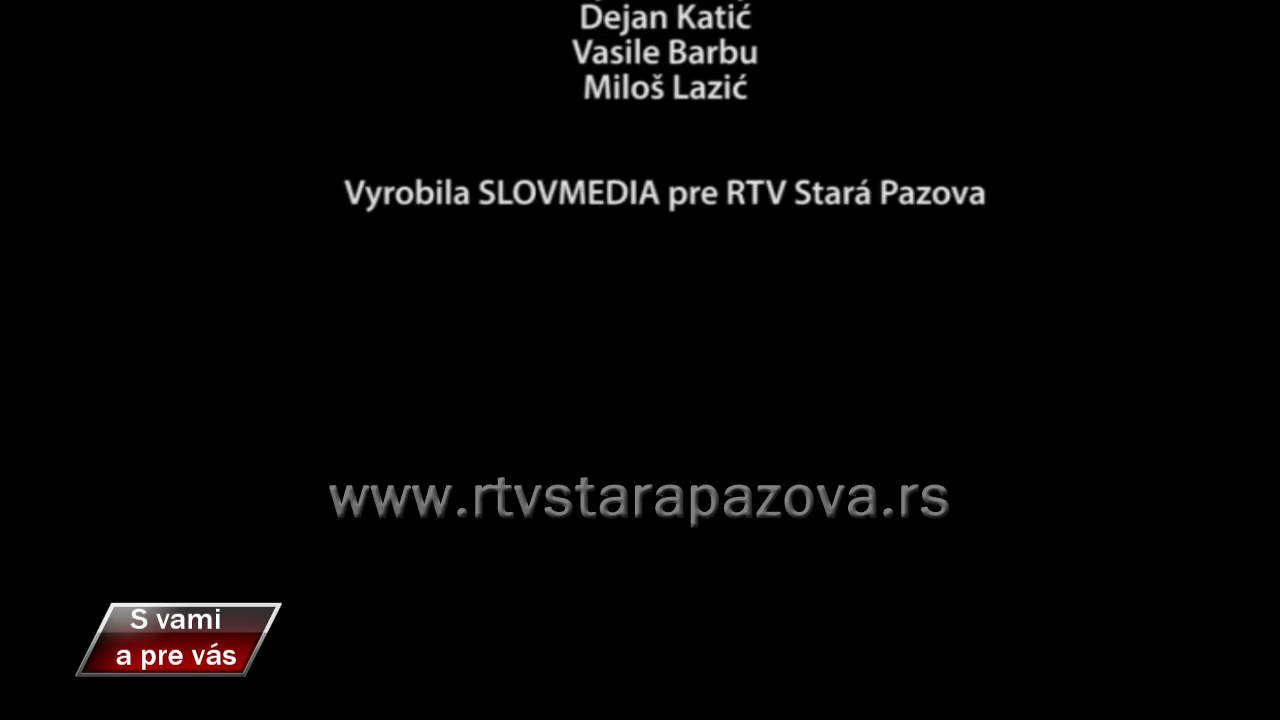 Dejan Katić
Vasile Barbu
Miloš Lazić
Vyrobila SLOVMEDIA pre RTV Stará Pazova
www.rtvstarapazova.rs
S vami
a pre vás